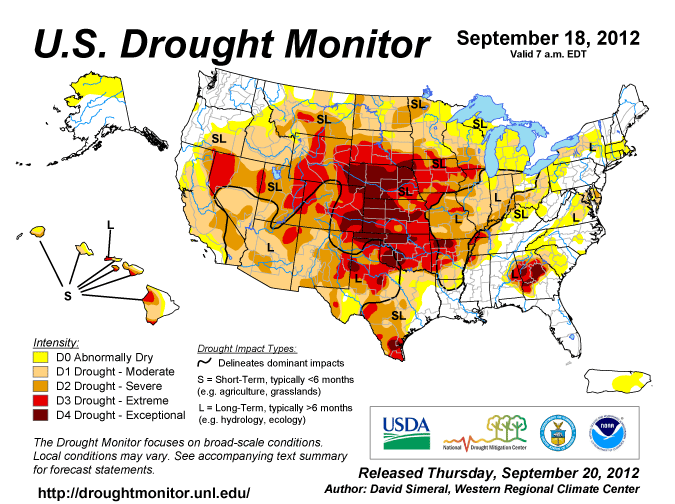 U.S. Drought Monitor
September 18, 2012
Valid 7 a.m. EDT
SL
SL
SL
SL
SL
SL
SL
L
L
L
L
SL
L
L
L
SL
L
S
Intensity:
D0 Abnormally Dry
D1 Drought - Moderate
D2 Drought - Severe
D3 Drought - Extreme
D4 Drought - Exceptional
Drought Impact Types:
Delineates dominant impacts
S = Short-Term, typically <6 months
(e.g. agriculture, grasslands)
L = Long-Term, typically >6 months
(e.g. hydrology, ecology)
USDA
National Drought Mitigation Center
NOAA
The Drought Monitor focuses on broad-scale conditions.
Local conditions may vary. See accompanying text summary
for forecast statements.
http://droughtmonitor.unl.edu/
Released Thursday, September 20, 2012
Author: David Simeral, Western Regional Climate Center